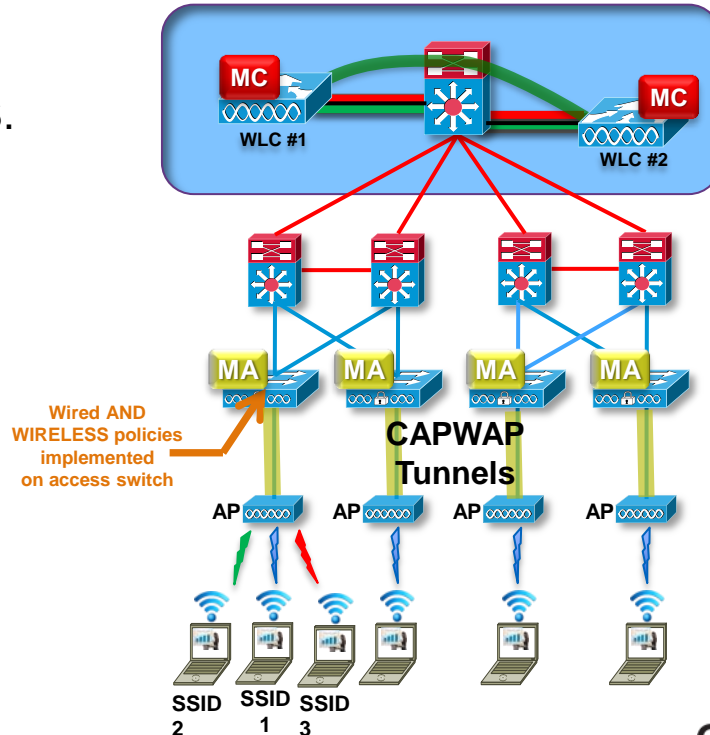 s.
MC
MC
WLC #1
WLC #2
MA
MA
MA
MA
Wired AND
WIRELESS policies
implemented
on access switch
CAPWAP
Tunnels
AP
AP
AP
AP
SSID
2
SSID
1
SSID
3